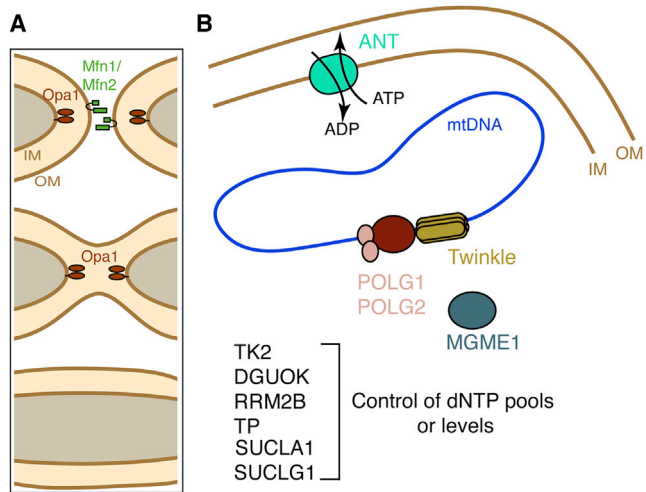 A
Mfn1/
Mfn2
Opa1
IM
OM
Opa1
B
ANT
ATP
ADP
mtDNA
IM
OM
Twinkle
POLG1
POLG2
MGME1
TK2
DGUOK
RRM2B
TP
SUCLA1
SUCLG1
Control of dNTP pools
or levels